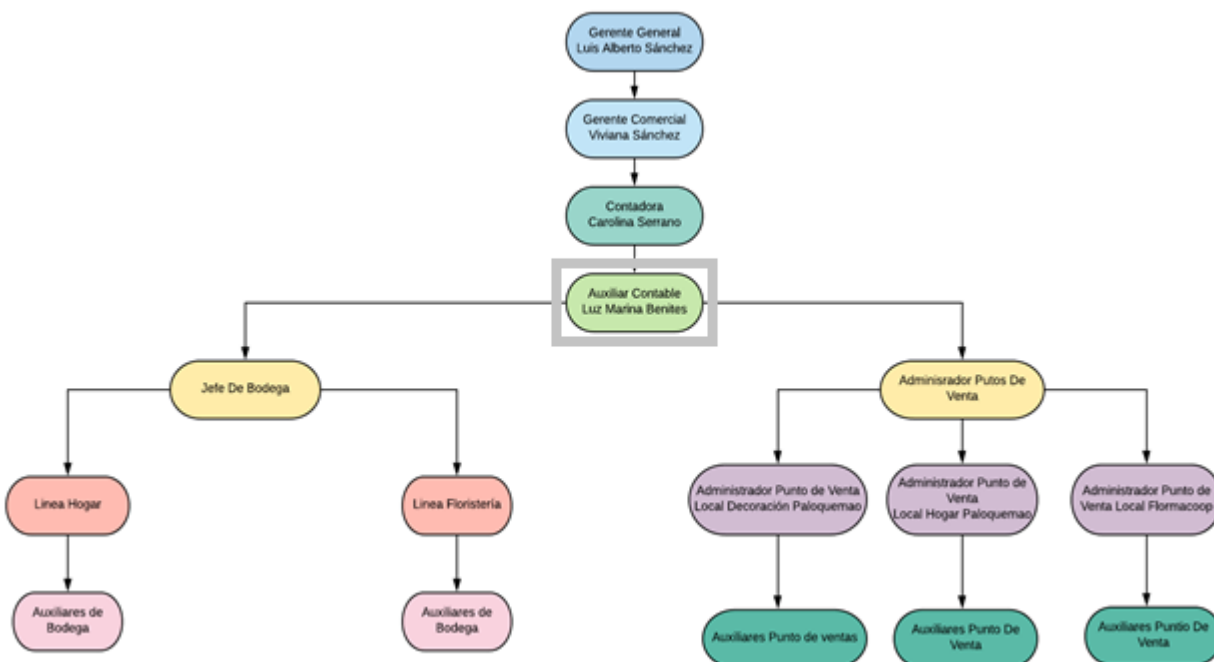 Gerente General
Luis Alberto Sánchez
Gerente Comercial
Viviana Sánchez
Contadora
Carolina Serrano
Auxiliar Contable
Luz Marina Benites
Jefe De Bodega
Adminisrador Putos De
Venta
Linea Hogar
Linea Floristería
Administrador Punto de Venta
Local Decoración Paloquemao
Administrador Punto de
Venta
Local Hogar Paloquemao
Administrador Punto de
Venta Local Flormacoop
Auxiliares de
Bodega
Auxiliares de
Bodega
Auxiliares Punto de ventas
Auxiliares Punto De
Venta
Auxiliares Puntio De
Venta